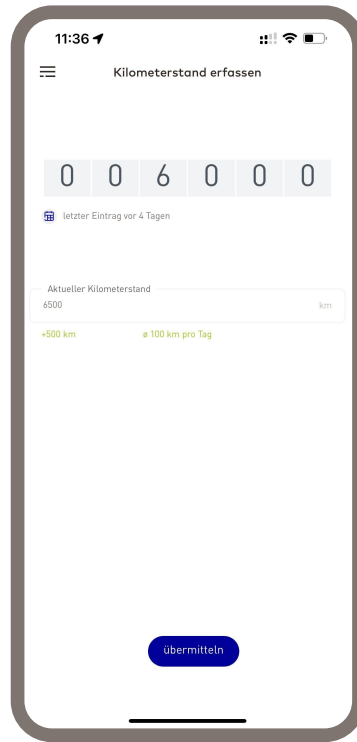 11:36
Kilometerstand erfassen
0 0 6 0 0 0
letzter Eintrag vor 4 Tagen
Aktueller Kilometerstand
6500 km
+500 km ø 100 km pro Tag
übermitteln